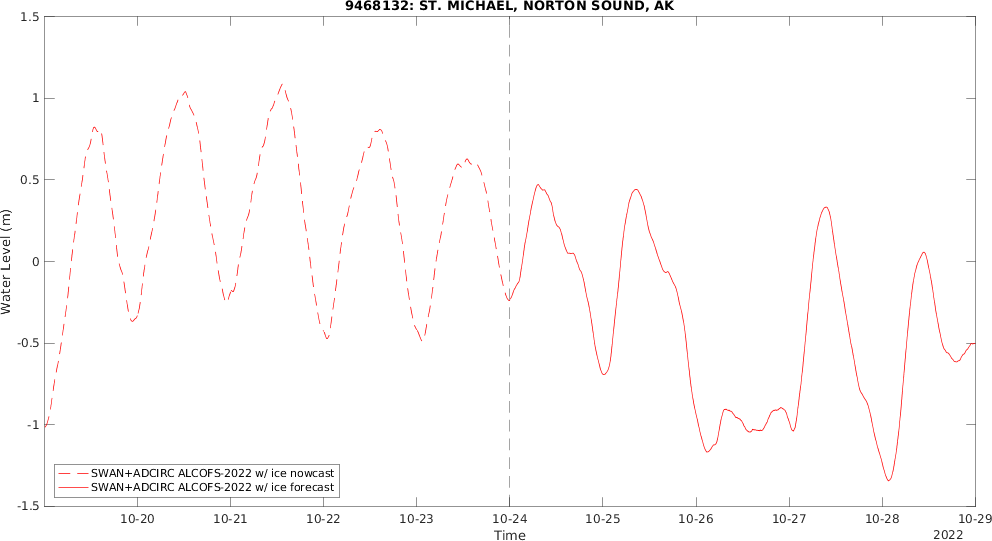 9468132: ST. MICHAEL, NORTON SOUND, AK
1.5
1
0.5
0
-0.5
-1
-1.5
Water Level (m)
SWAN+ADCIRC ALCOFS-2022 w/ ice nowcast
SWAN+ADCIRC ALCOFS-2022 w/ ice forecast
10-20 10-21 10-22 10-23 10-24 10-25 10-26 10-27 10-28 10-29
Time
2022